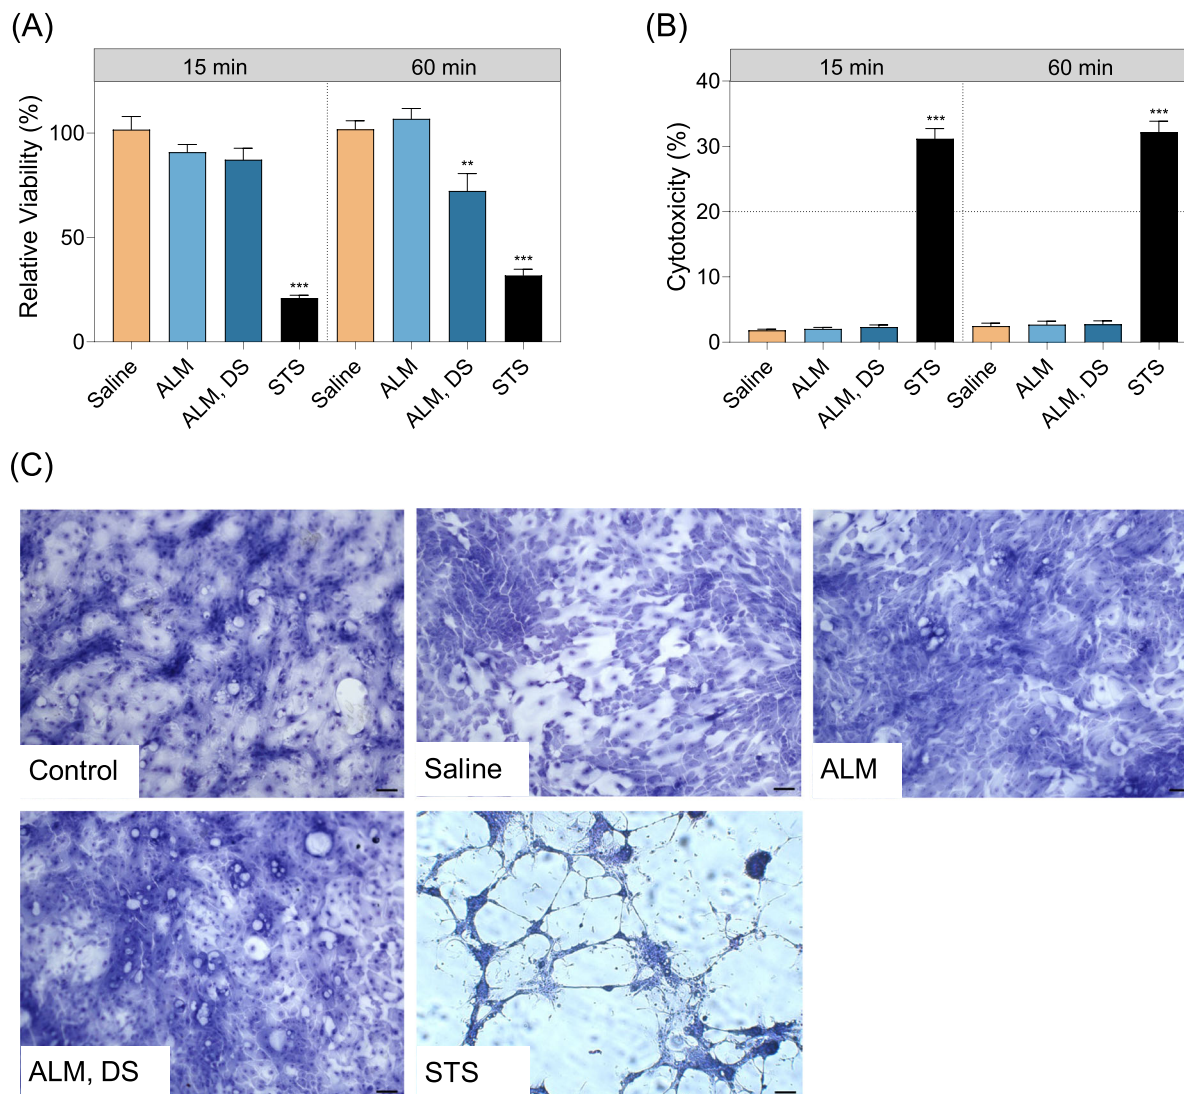 (A)
15 min 60 min
Relative Viability (%)
100
50
0
***
**
***
Saline ALM ALM, DS STS Saline ALM ALM, DS STS
(B)
15 min 60 min
Cytotoxicity (%)
40
30
20
10
0
***
***
Saline ALM ALM, DS STS Saline ALM ALM, DS STS
(C)
Control
Saline
ALM
ALM, DS
STS